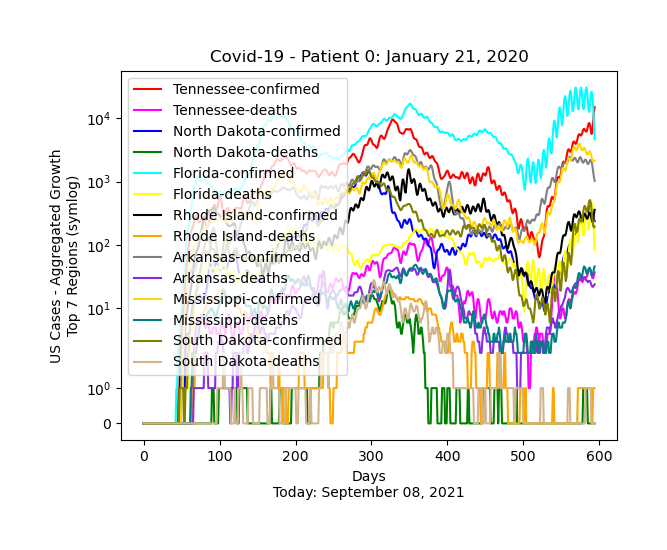 Covid-19 - Patient 0: January 21, 2020
US Cases - Aggregated Growth
Top 7 - Regions (symlog)
10⁴
10³
10²
10¹
10⁰
0
Tennessee-confirmed
Tennessee-deaths
North Dakota-confirmed
North Dakota-deaths
Florida-confirmed
Florida-deaths
Rhode Island-confirmed
Rhode Island-deaths
Arkansas-confirmed
Arkansas-deaths
Mississippi-confirmed
Mississippi-deaths
South Dakota-confirmed
South Dakota-deaths
0 100 200 300 400 500 600
Days
Today: September 08, 2021